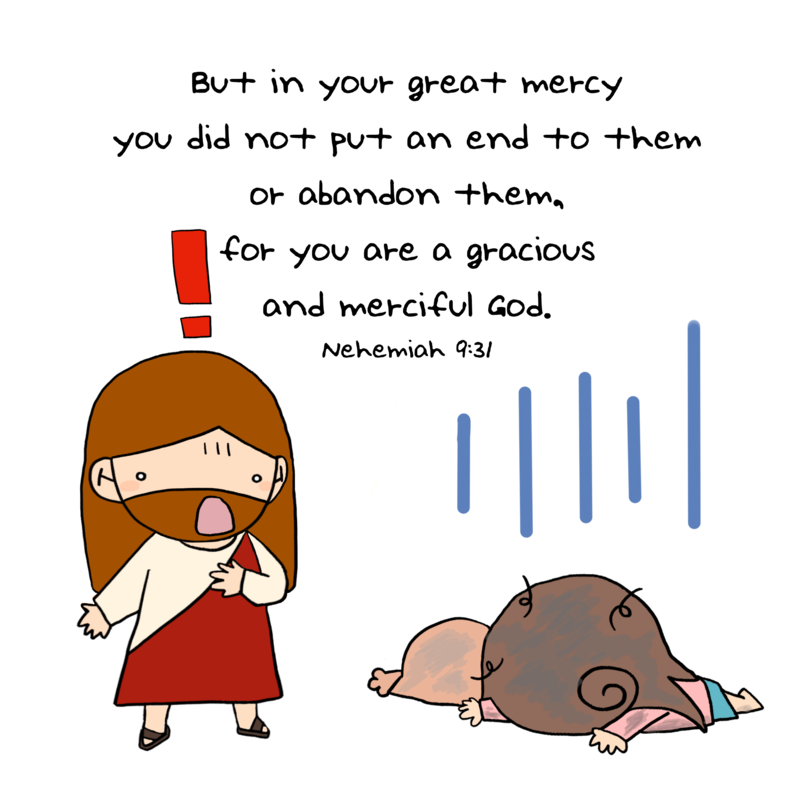 But in your great mercy
you did not put an end to them
or abandon them,
for you are a gracious
and merciful God.
Nehemiah 9:31